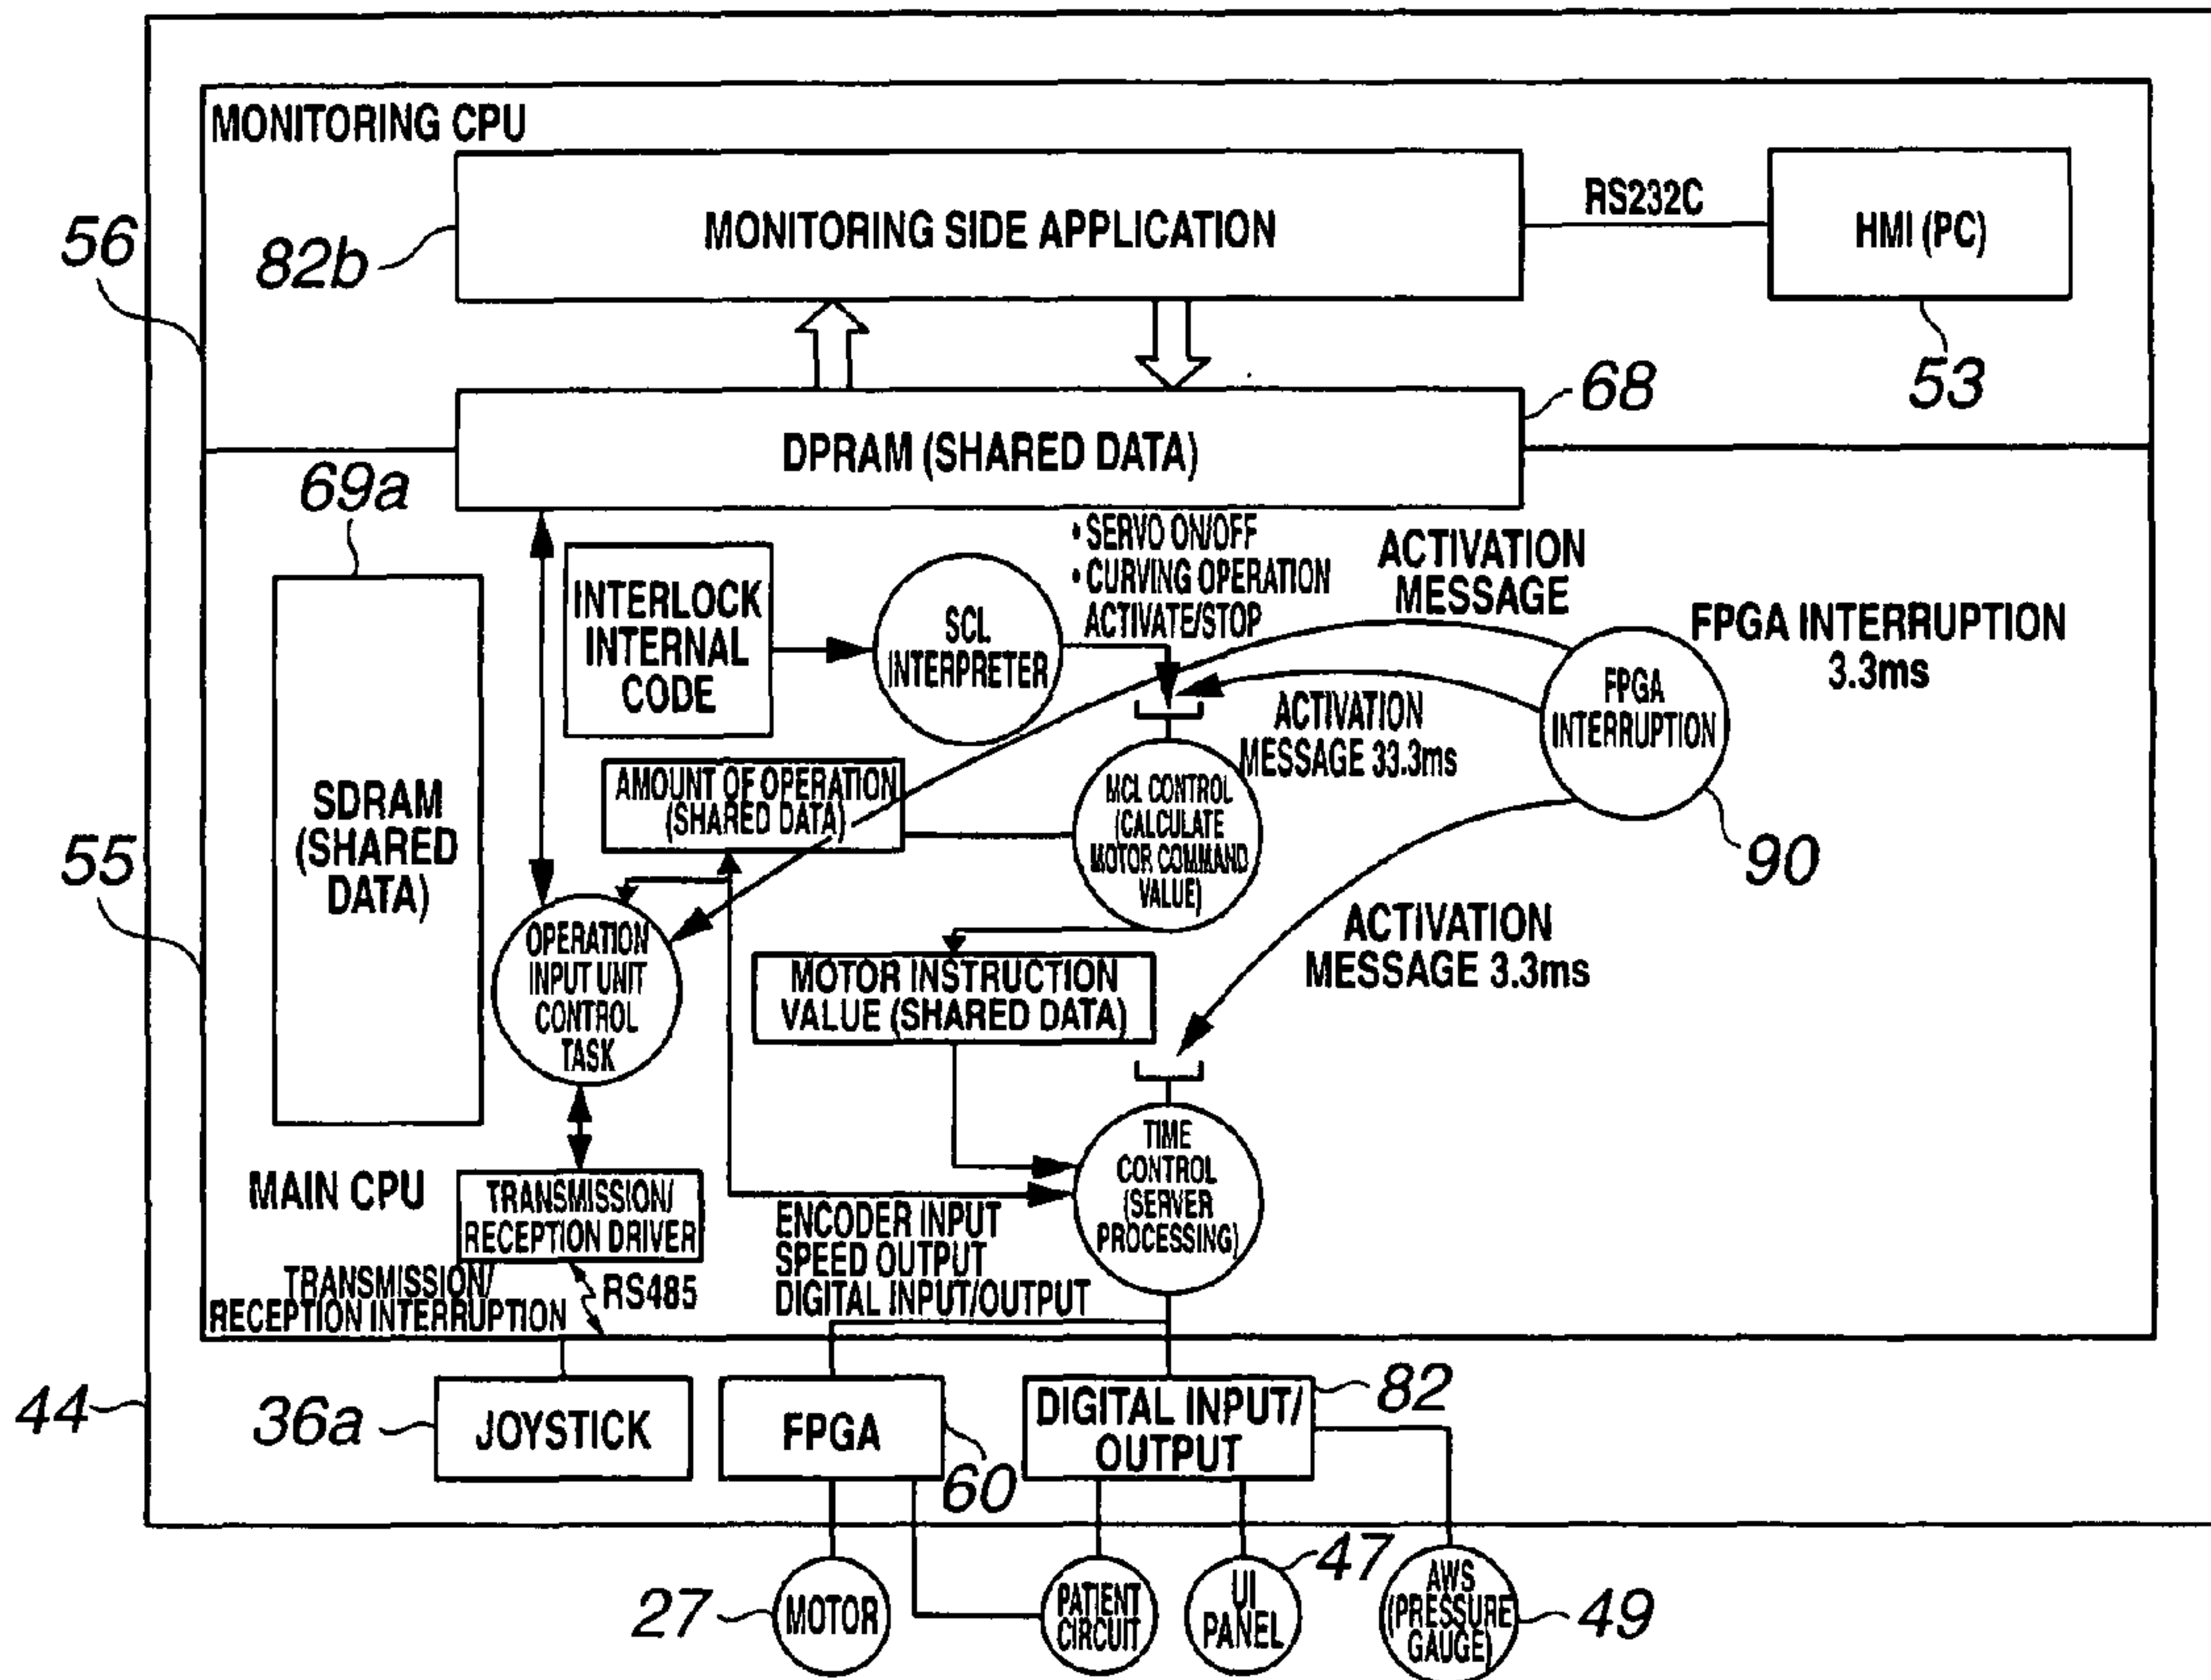 MONITORING CPU
MONITORING SIDE APPLICATION
RS232C
HMI (PC)
56
82b
53
68
DPRAM (SHARED DATA)
69a
• SERVO ON/OFF
• CURVING OPERATION
ACTIVATE/STOP
ACTIVATION
MESSAGE
FPGA INTERRUPTION
3.3ms
INTERLOCK
INTERNAL
CODE
SCL
INTERPRETER
FPGA
INTERRUPTION
ACTIVATION
MESSAGE 33.3ms
AMOUNT OF OPERATION
(SHARED DATA)
MCL CONTROL
(CALCULATE
MOTOR COMMAND
VALUE)
SDRAM
(SHARED
DATA)
55
90
OPERATION
INPUT UNIT
CONTROL
TASK
ACTIVATION
MESSAGE 3.3ms
MOTOR INSTRUCTION
VALUE (SHARED DATA)
TIME
CONTROL
(SERVER
PROCESSING)
MAIN CPU
TRANSMISSION/
RECEPTION DRIVER
ENCODER INPUT
SPEED OUTPUT
DIGITAL INPUT/OUTPUT
TRANSMISSION/
RECEPTION INTERRUPTION
RS485
44
36a
JOYSTICK
FPGA
60
DIGITAL INPUT/
OUTPUT
82
27
MOTOR
PATIENT
CIRCUIT
UI
PANEL
47
AWS
(PRESSURE
GAUGE)
49